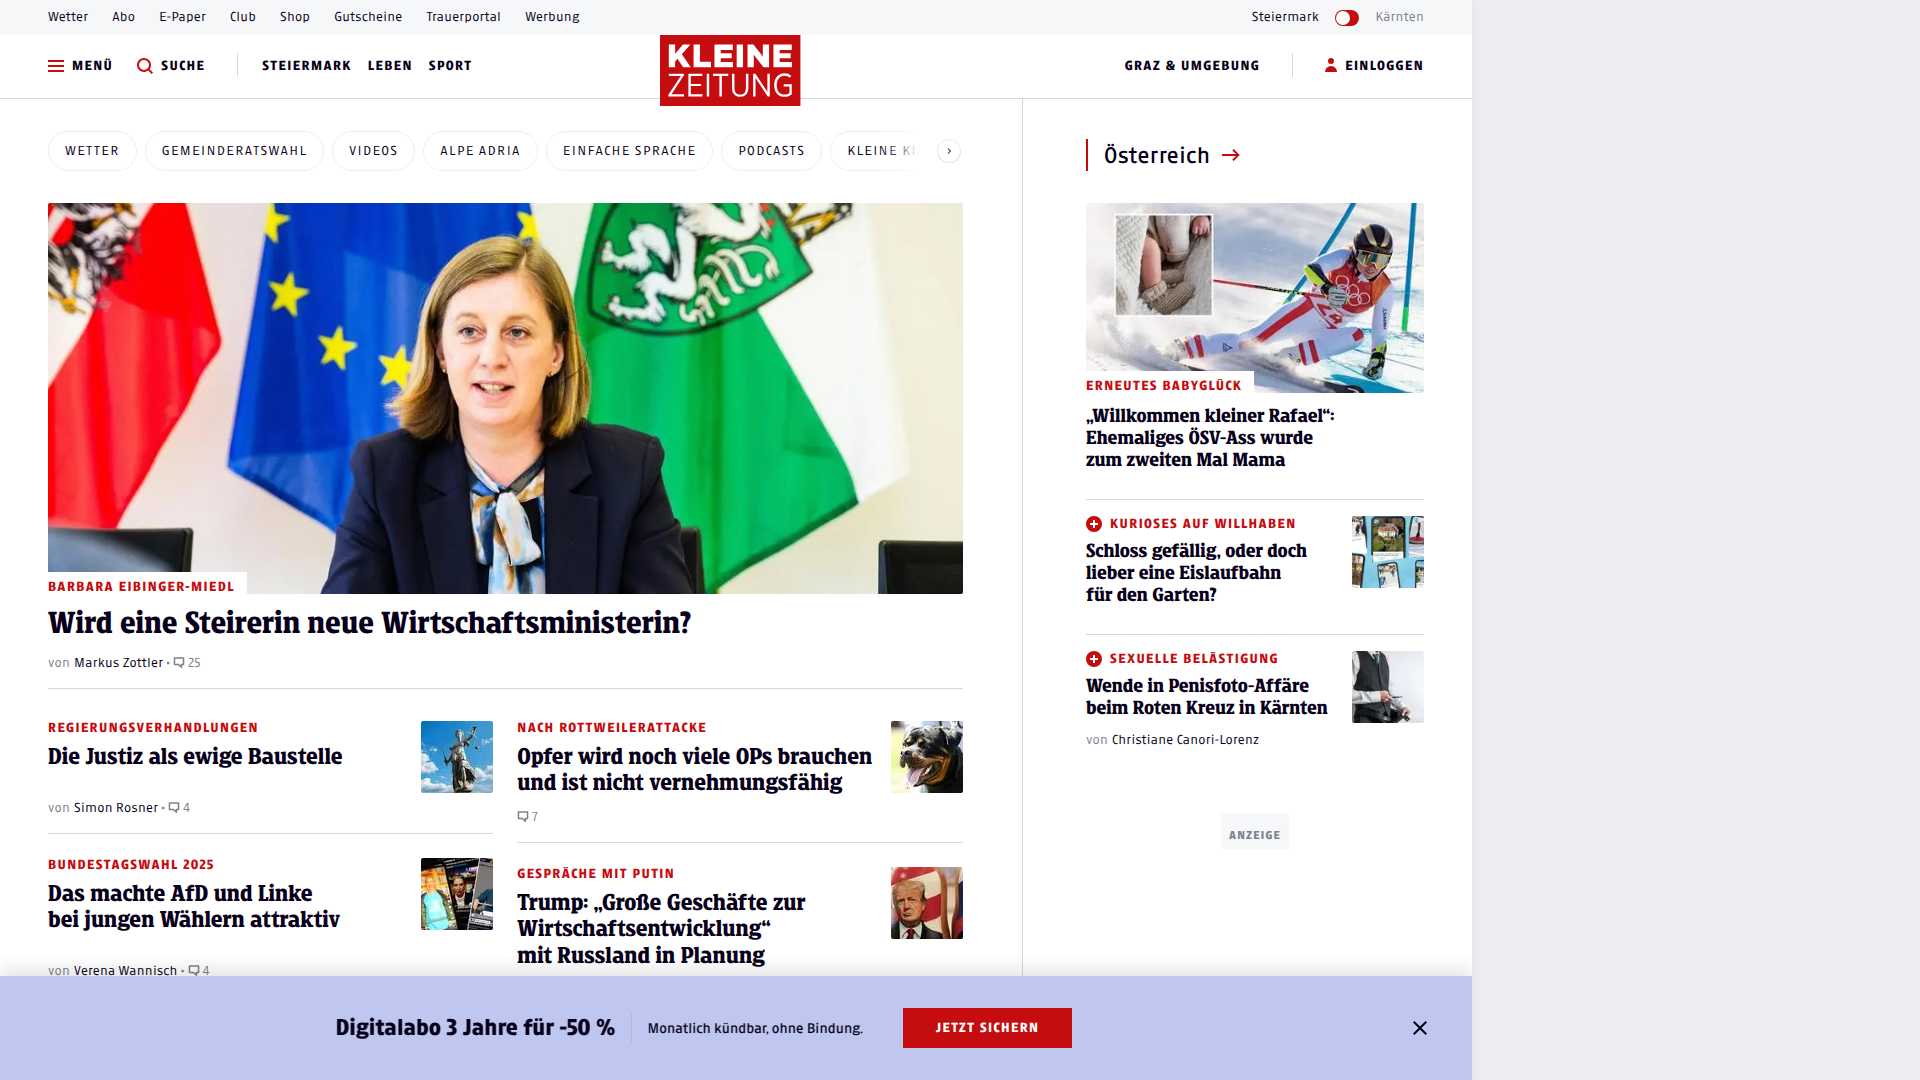 Wetter Abo E-Paper Club Shop Gutscheine Trauerportal Werbung Steiermark Kärnten
MENÜ SUCHE STEIERMARK LEBEN SPORT KLEINE ZEITUNG GRAZ & UMGEBUNG EINLOGGEN
WETTER GEMEINDERATSWAHL VIDEOS ALPE ADRIA EINFACHE SPRACHE PODCASTS KLEINE
BARBARA EIBINGER-MIEDL
Wird eine Steirerin neue Wirtschaftsministerin?
von Markus Zottler • 25
REGIERUNGSVERHANDLUNGEN
Die Justiz als ewige Baustelle
von Simon Rosner • 4
BUNDESTAGSWAHL 2025
Das machte AfD und Linke
bei jungen Wählern attraktiv
von Verena Wannisch • 4
NACH ROTTWEILERATTACKE
Opfer wird noch viele OPs brauchen
und ist nicht vernehmungsfähig
7
GESPRÄCHE MIT PUTIN
Trump: „Große Geschäfte zur
Wirtschaftsentwicklung“
mit Russland in Planung
Österreich
ERNEUTES BABYGLÜCK
„Willkommen kleiner Rafael“:
Ehemaliges ÖSV-Ass wurde
zum zweiten Mal Mama
KURIOSES AUF WILLHABEN
Schloss gefällig, oder doch
lieber eine Eislaufbahn
für den Garten?
SEXUELLE BELÄSTIGUNG
Wende in Penisfoto-Affäre
beim Roten Kreuz in Kärnten
von Christiane Canori-Lorenz
ANZEIGE
Digitalabo 3 Jahre für -50 % Monatlich kündbar, ohne Bindung. JETZT SICHERN